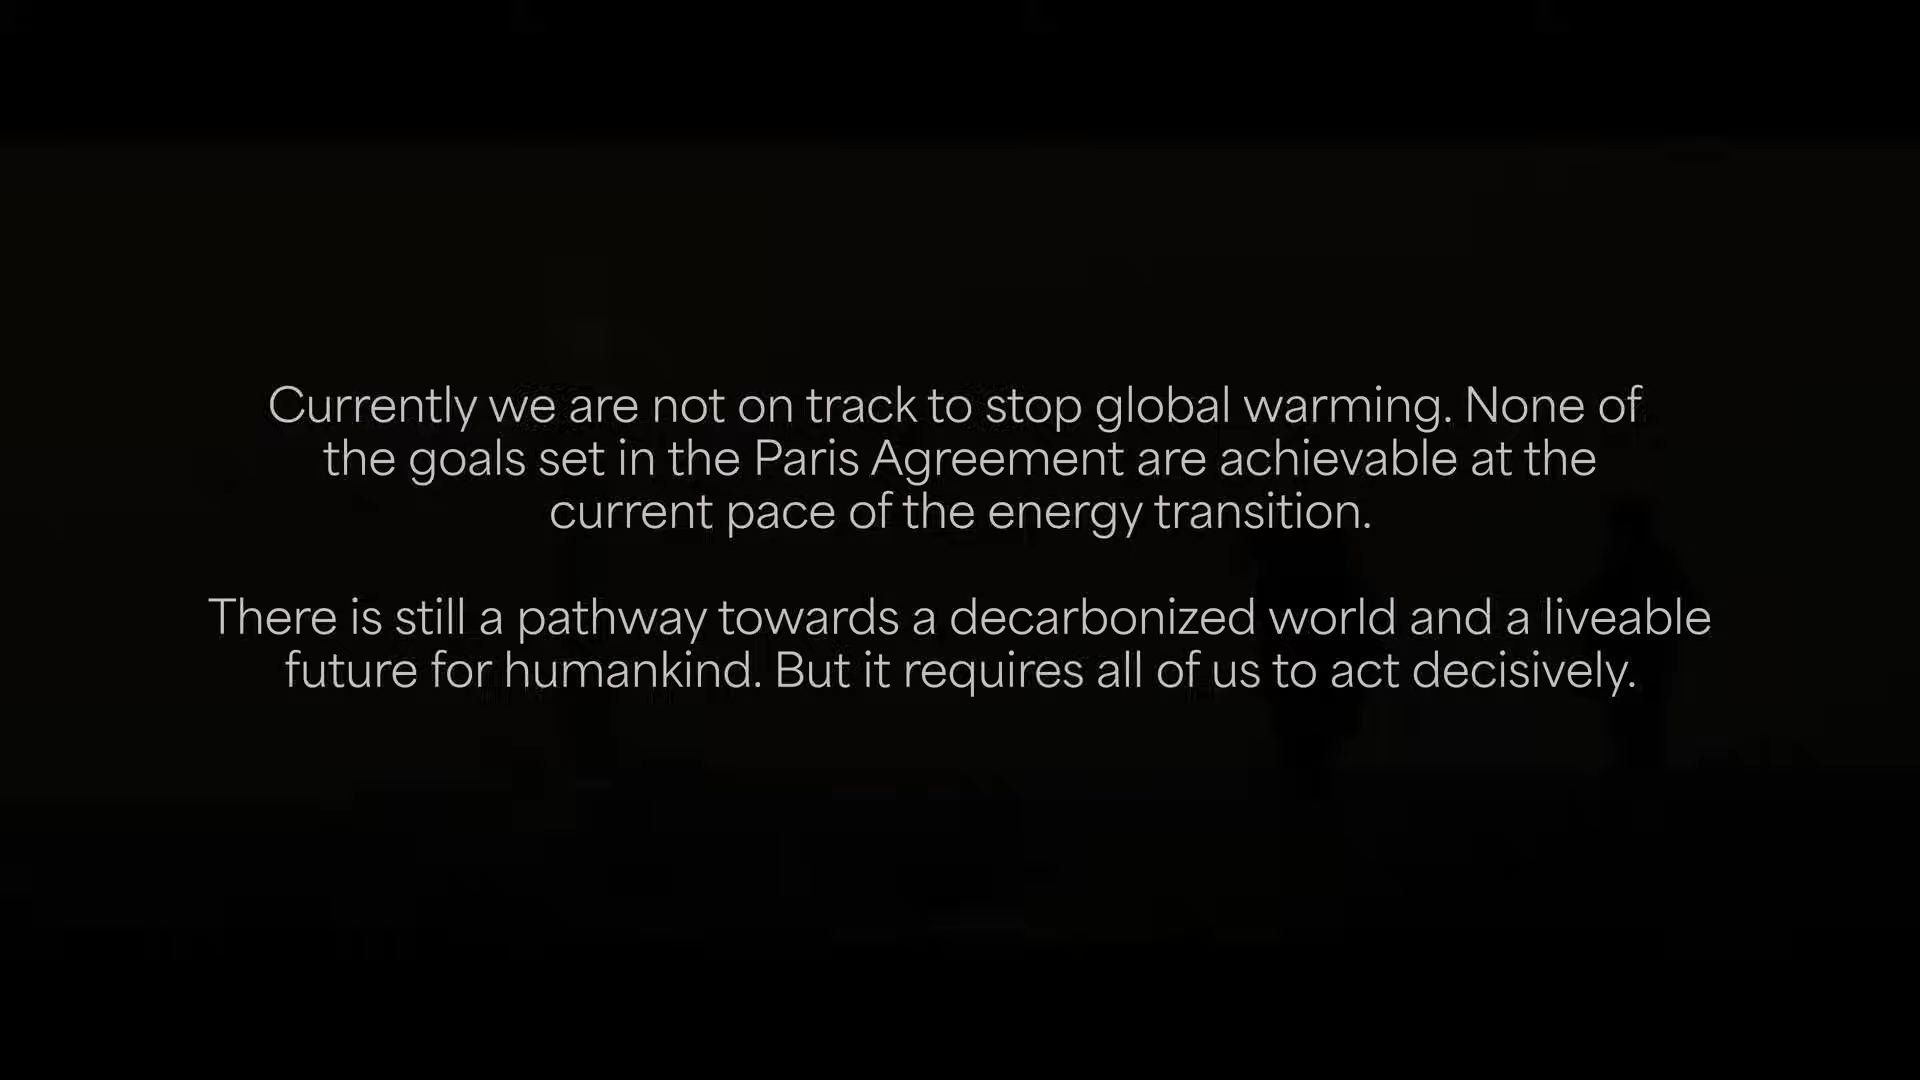 Currently we are not on track to stop global warming. None of
the goals set in the Paris Agreement are achievable at the
current pace of the energy transition.
There is still a pathway towards a decarbonized world and a liveable
future for humankind. But it requires all of us to act decisively.